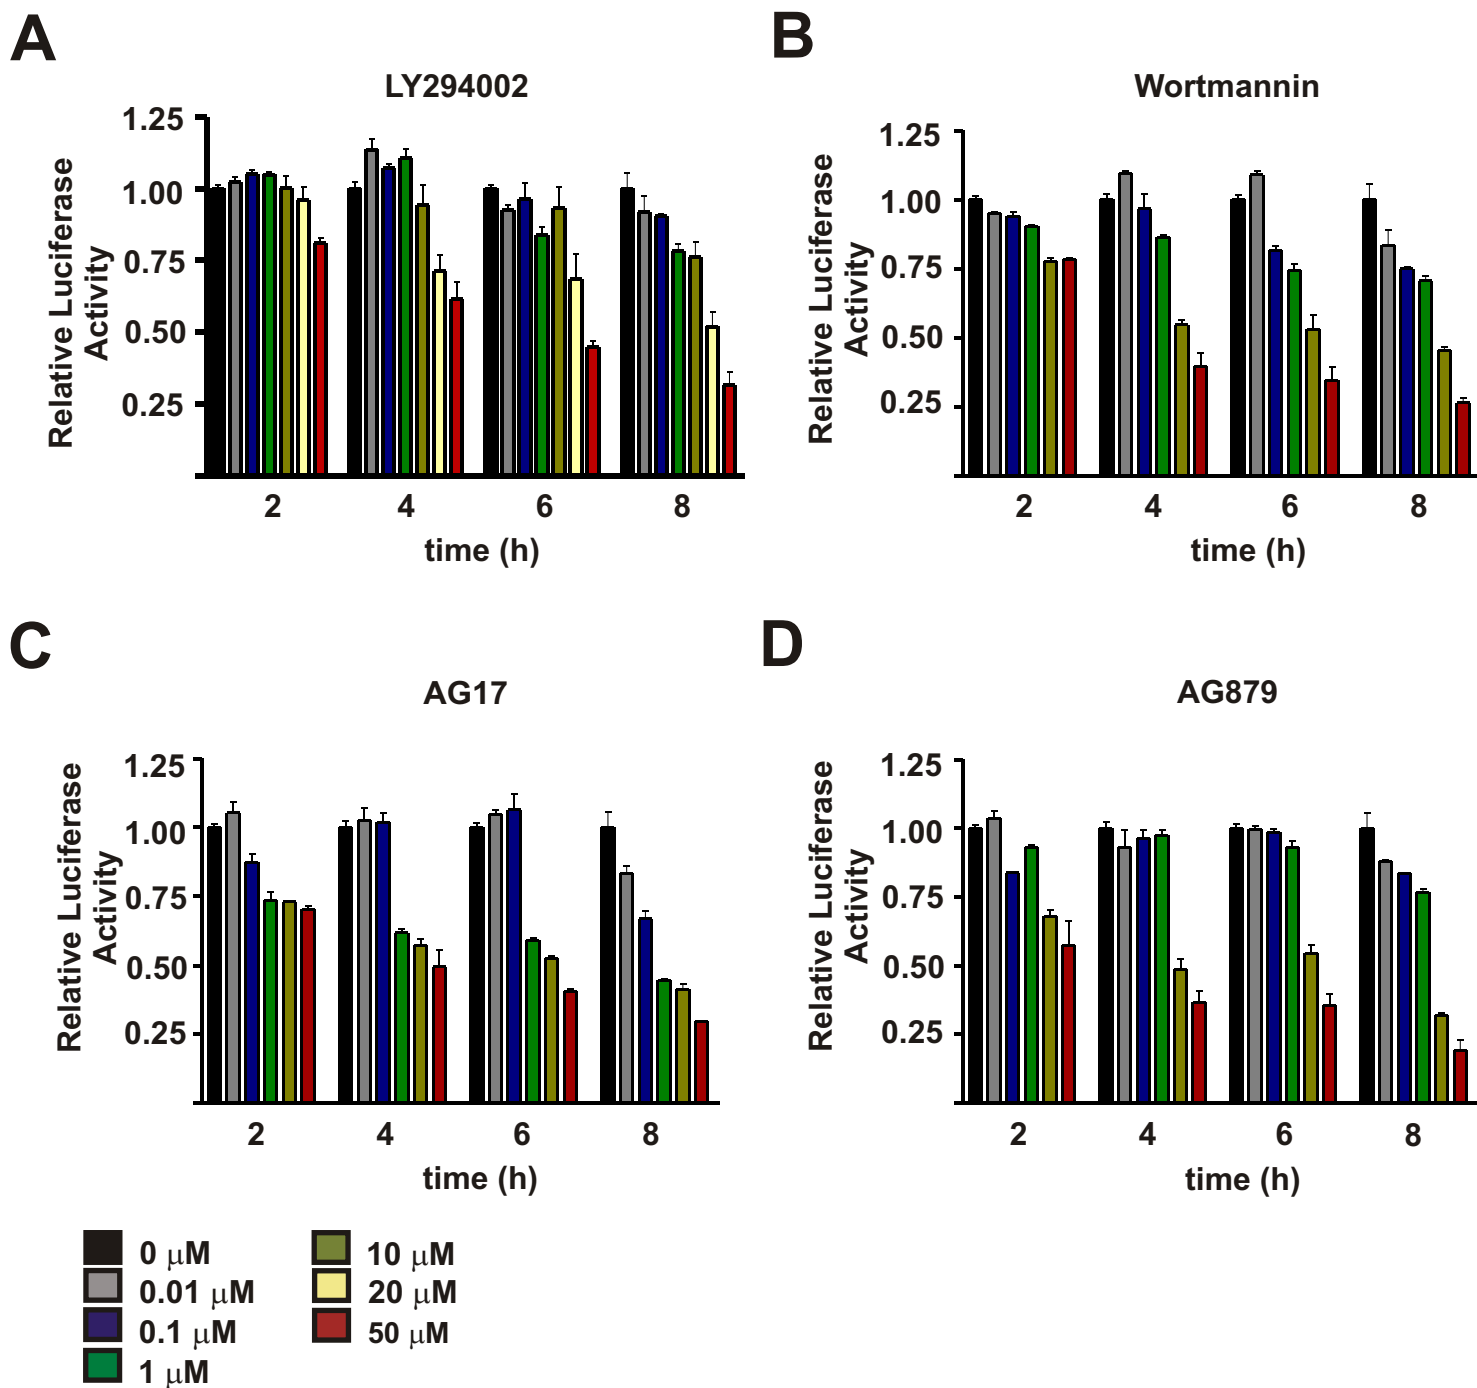 A
LY294002
1.25
1.00
0.75
0.50
0.25
Relative Luciferase
Activity
2 4 6 8
time (h)
B
Wortmannin
1.25
1.00
0.75
0.50
0.25
Relative Luciferase
Activity
2 4 6 8
time (h)
C
AG17
1.25
1.00
0.75
0.50
0.25
Relative Luciferase
Activity
2 4 6 8
time (h)
D
AG879
1.25
1.00
0.75
0.50
0.25
Relative Luciferase
Activity
2 4 6 8
time (h)
0 μM
0.01 μM
0.1 μM
1 μM
10 μM
20 μM
50 μM